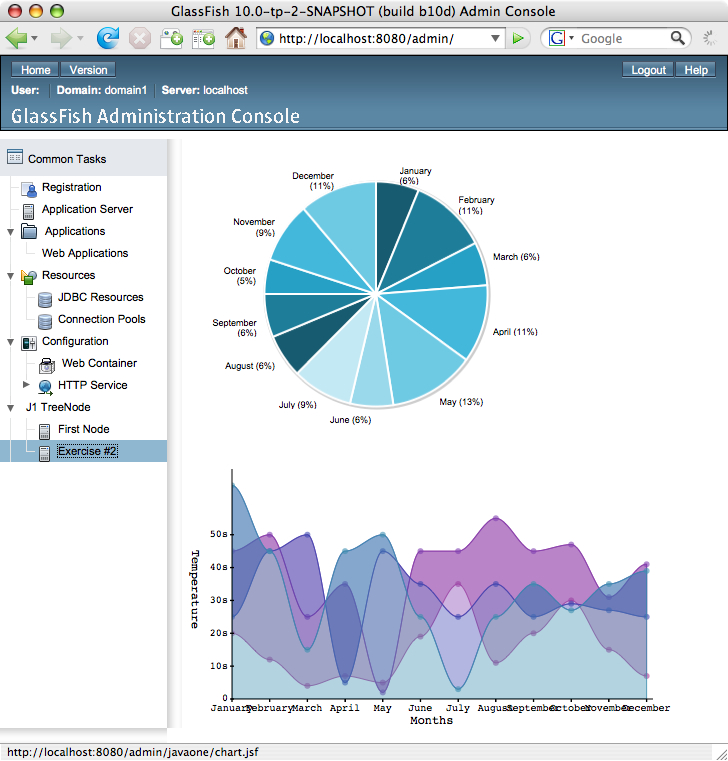 GlassFish 10.0-tp-2-SNAPSHOT (build b10d) Admin Console
http://localhost:8080/admin/
G
Google
Home
Version
Logout
Help
User: Domain: domain1 Server: localhost
GlassFish Administration Console
Common Tasks
Registration
Application Server
Applications
Web Applications
Resources
JDBC Resources
Connection Pools
Configuration
Web Container
HTTP Service
J1 TreeNode
First Node
Exercise #2
January
(6%)
February
(11%)
March (6%)
April (11%)
May (13%)
June (6%)
July (9%)
August (6%)
September
(6%)
October
(5%)
November
(9%)
December
(11%)
Temperature
50s
40s
30s
20s
10s
0
January
February
March
April
May
June
July
August
September
October
November
December
Months
http://localhost:8080/admin/javaone/chart.jsf